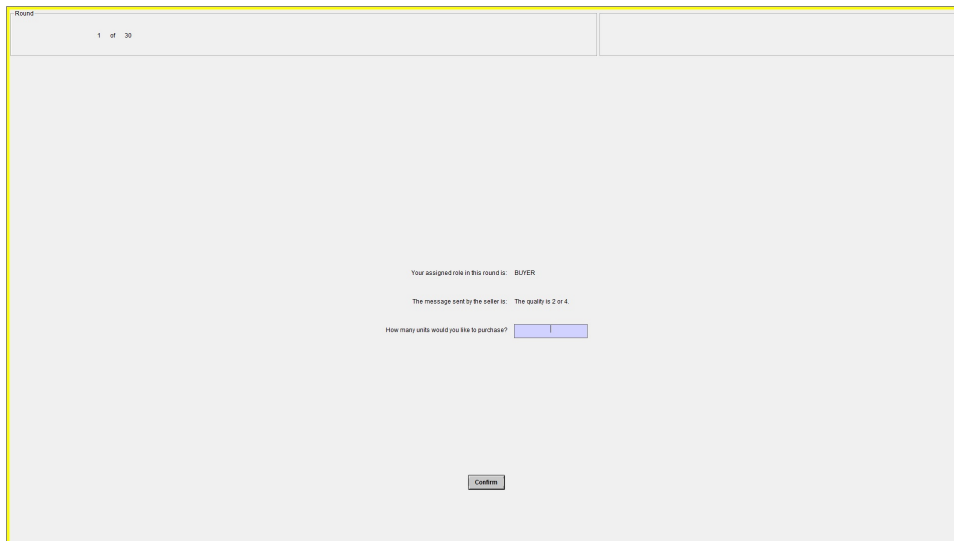 Round
1 of 30
Your assigned role in this round is: BUYER
The message sent by the seller is: The quality is 2 or 4.
How many units would you like to purchase?
Confirm